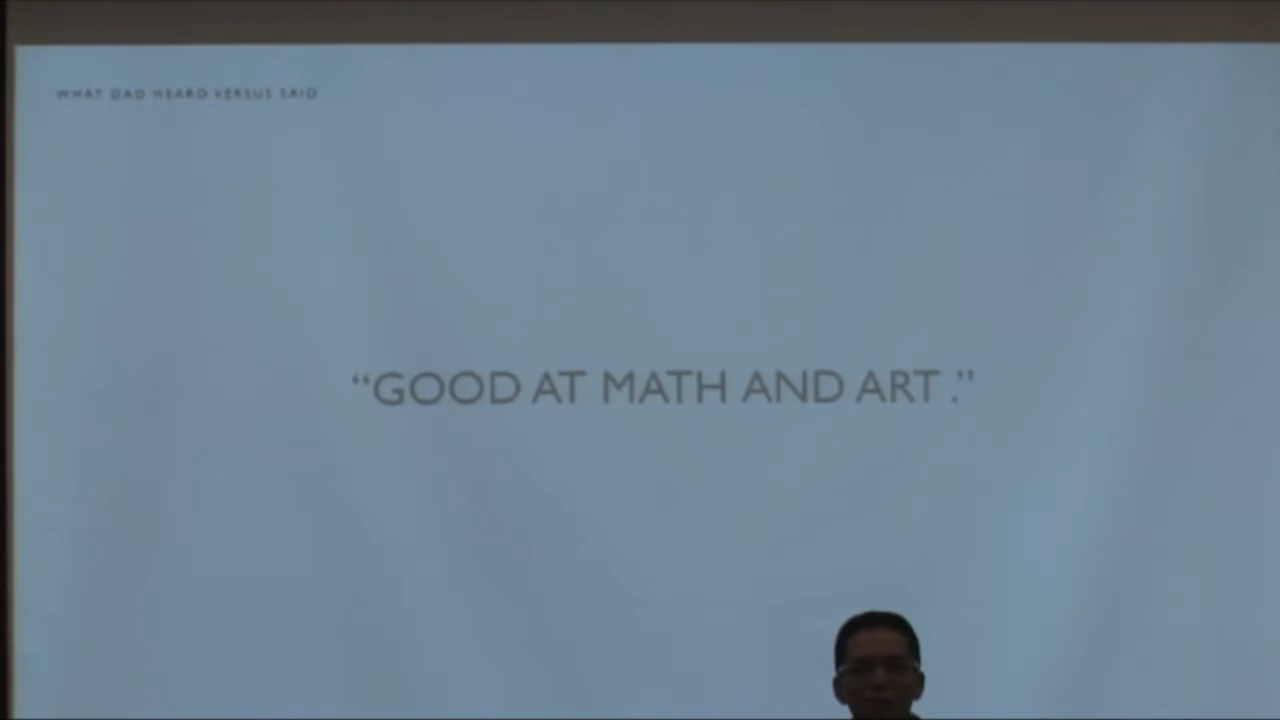 WHAT DAD HEARD VERSUS SAID
“GOOD AT MATH AND ART .”